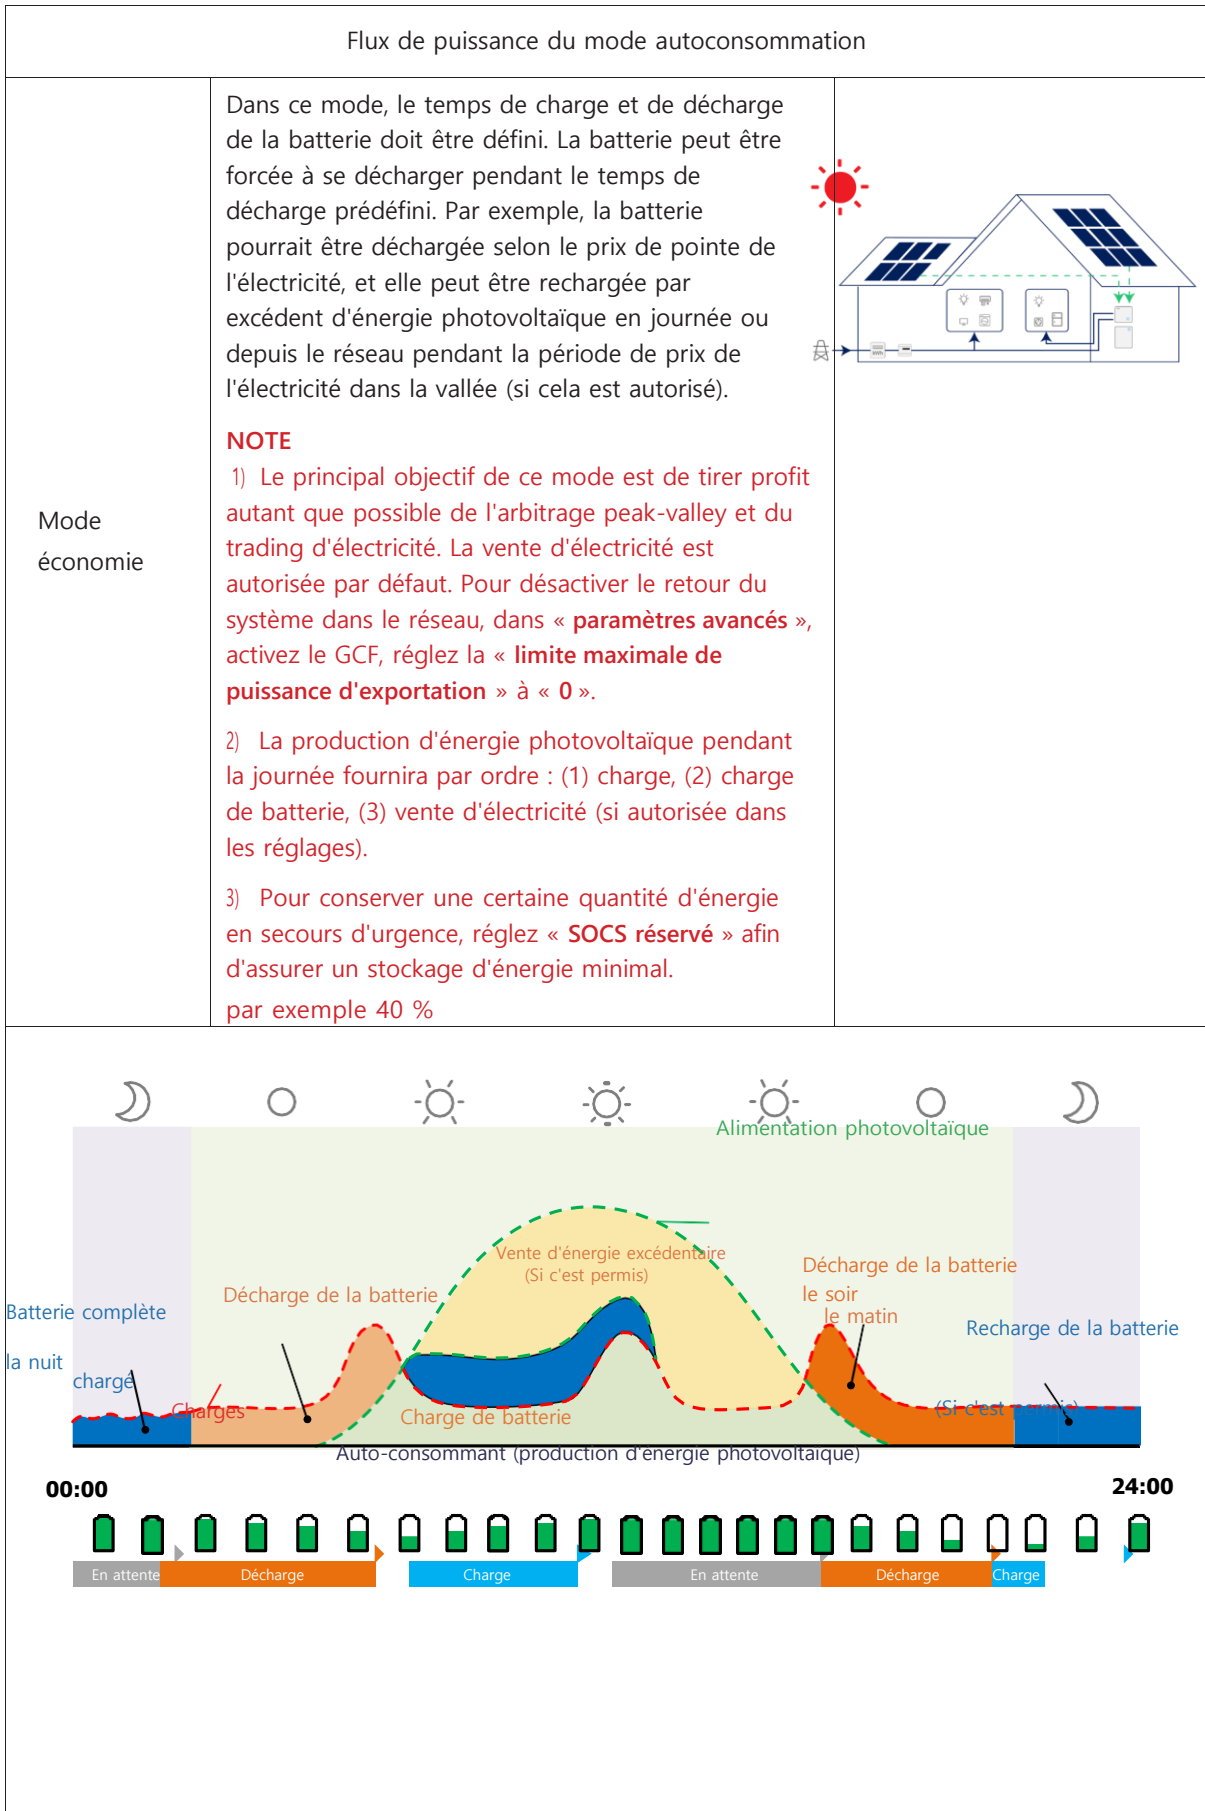 Flux de puissance du mode autoconsommation
Mode
économie
Dans ce mode, le temps de charge et de décharge
de la batterie doit être défini. La batterie peut être
forcée à se décharger pendant le temps de
décharge prédéfini. Par exemple, la batterie
pourrait être déchargée selon le prix de pointe de
l'électricité, et elle peut être rechargée par
excédent d'énergie photovoltaïque en journée ou
depuis le réseau pendant la période de prix de
l'électricité dans la vallée (si cela est autorisé).
NOTE
1) Le principal objectif de ce mode est de tirer profit
autant que possible de l'arbitrage peak-valley et du
trading d'électricité. La vente d'électricité est
autorisée par défaut. Pour désactiver le retour du
système dans le réseau, dans « paramètres avancés »,
activez le GCF, réglez la « limite maximale de
puissance d'exportation » à « 0 ».
2) La production d'énergie photovoltaïque pendant
la journée fournira par ordre : (1) charge, (2) charge
de batterie, (3) vente d'électricité (si autorisée dans
les réglages).
3) Pour conserver une certaine quantité d'énergie
en secours d'urgence, réglez « SOCS réservé » afin
d'assurer un stockage d'énergie minimal.
par exemple 40 %
Alimentation photovoltaïque
Vente d'énergie excédentaire
(Si c'est permis)
Décharge de la batterie
le soir
le matin
Décharge de la batterie
Batterie complète
la nuit
chargé
Recharge de la batterie
(Si c'est permis)
Charges
Charge de batterie
Auto-consommant (production d'énergie photovoltaïque)
00:00
24:00
En attente
Décharge
Charge
En attente
Décharge
Charge